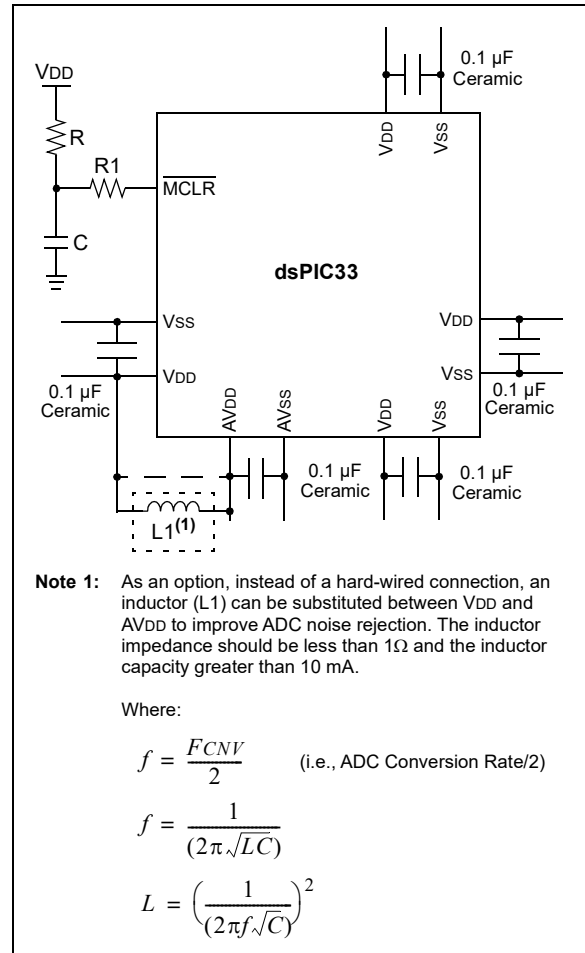 0.1 µF
Ceramic
VDD
R
R1
C
MCLR
VDD
VSS
dsPIC33
VSS
VDD
0.1 µF
Ceramic
VDD
VSS
0.1 µF
Ceramic
AVDD
AVSS
VDD
VSS
0.1 µF
Ceramic
0.1 µF
Ceramic
L1(1)
Note 1: As an option, instead of a hard-wired connection, an
inductor (L1) can be substituted between VDD and
AVDD to improve ADC noise rejection. The inductor
impedance should be less than 1Ω and the inductor
capacity greater than 10 mA.
Where:
f = FCNV / 2 (i.e., ADC Conversion Rate/2)
f = 1 / (2π√LC)
L = (1 / (2πf√C))²